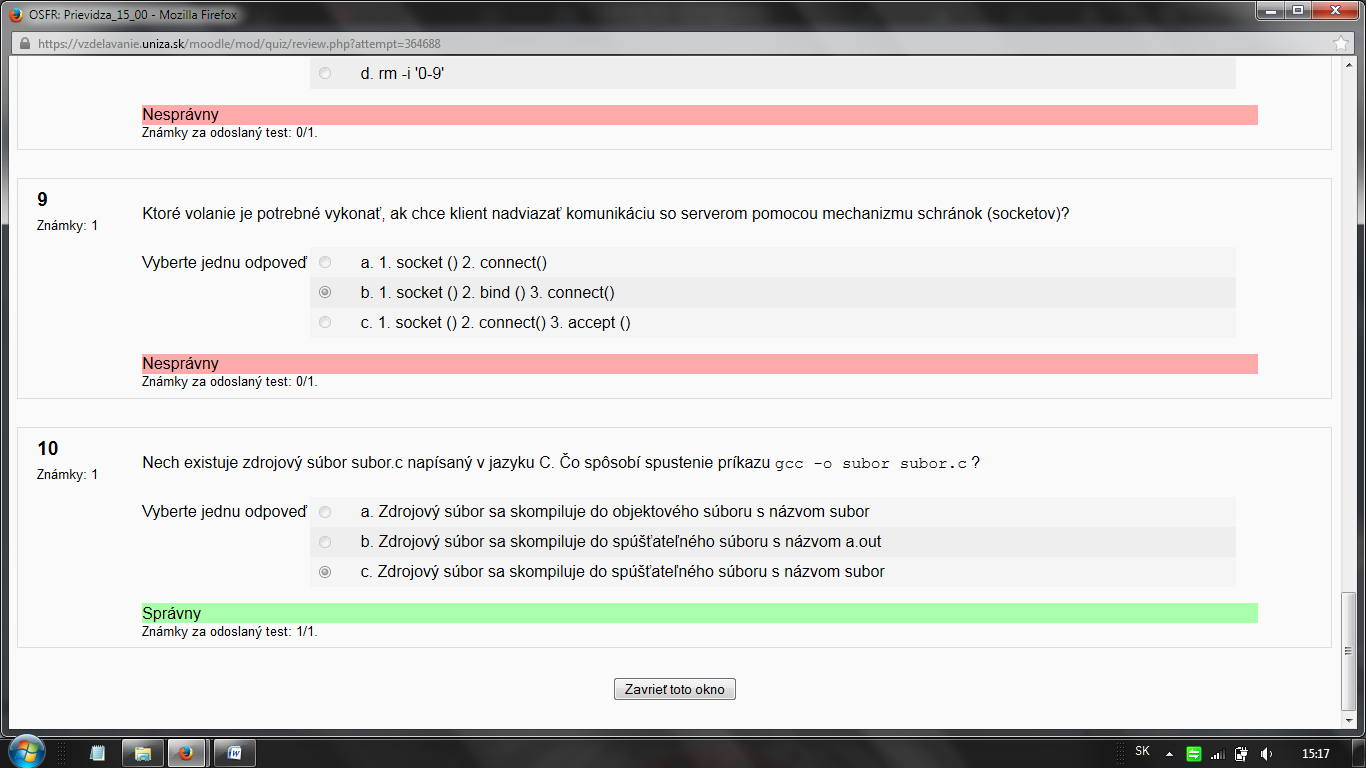 OSFR: Prievidza_15_00 - Mozilla Firefox
https://vzdelavanie.uniza.sk/moodle/mod/quiz/review.php?attempt=364688
d. rm -i '0-9'
Nesprávny
Známky za odoslaný test: 0/1.
9
Známky: 1
Ktoré volanie je potrebné vykonať, ak chce klient nadviazať komunikáciu so serverom pomocou mechanizmu schránok (socketov)?
Vyberte jednu odpoveď
a. 1. socket () 2. connect()
b. 1. socket () 2. bind () 3. connect()
c. 1. socket () 2. connect() 3. accept ()
Nesprávny
Známky za odoslaný test: 0/1.
10
Známky: 1
Nech existuje zdrojový súbor subor.c napísaný v jazyku C. Čo spôsobí spustenie príkazu gcc -o subor subor.c ?
Vyberte jednu odpoveď
a. Zdrojový súbor sa skompiluje do objektového súboru s názvom subor
b. Zdrojový súbor sa skompiluje do spúšťateľného súboru s názvom a.out
c. Zdrojový súbor sa skompiluje do spúšťateľného súboru s názvom subor
Správny
Známky za odoslaný test: 1/1.
Zavrieť toto okno
SK
15:17